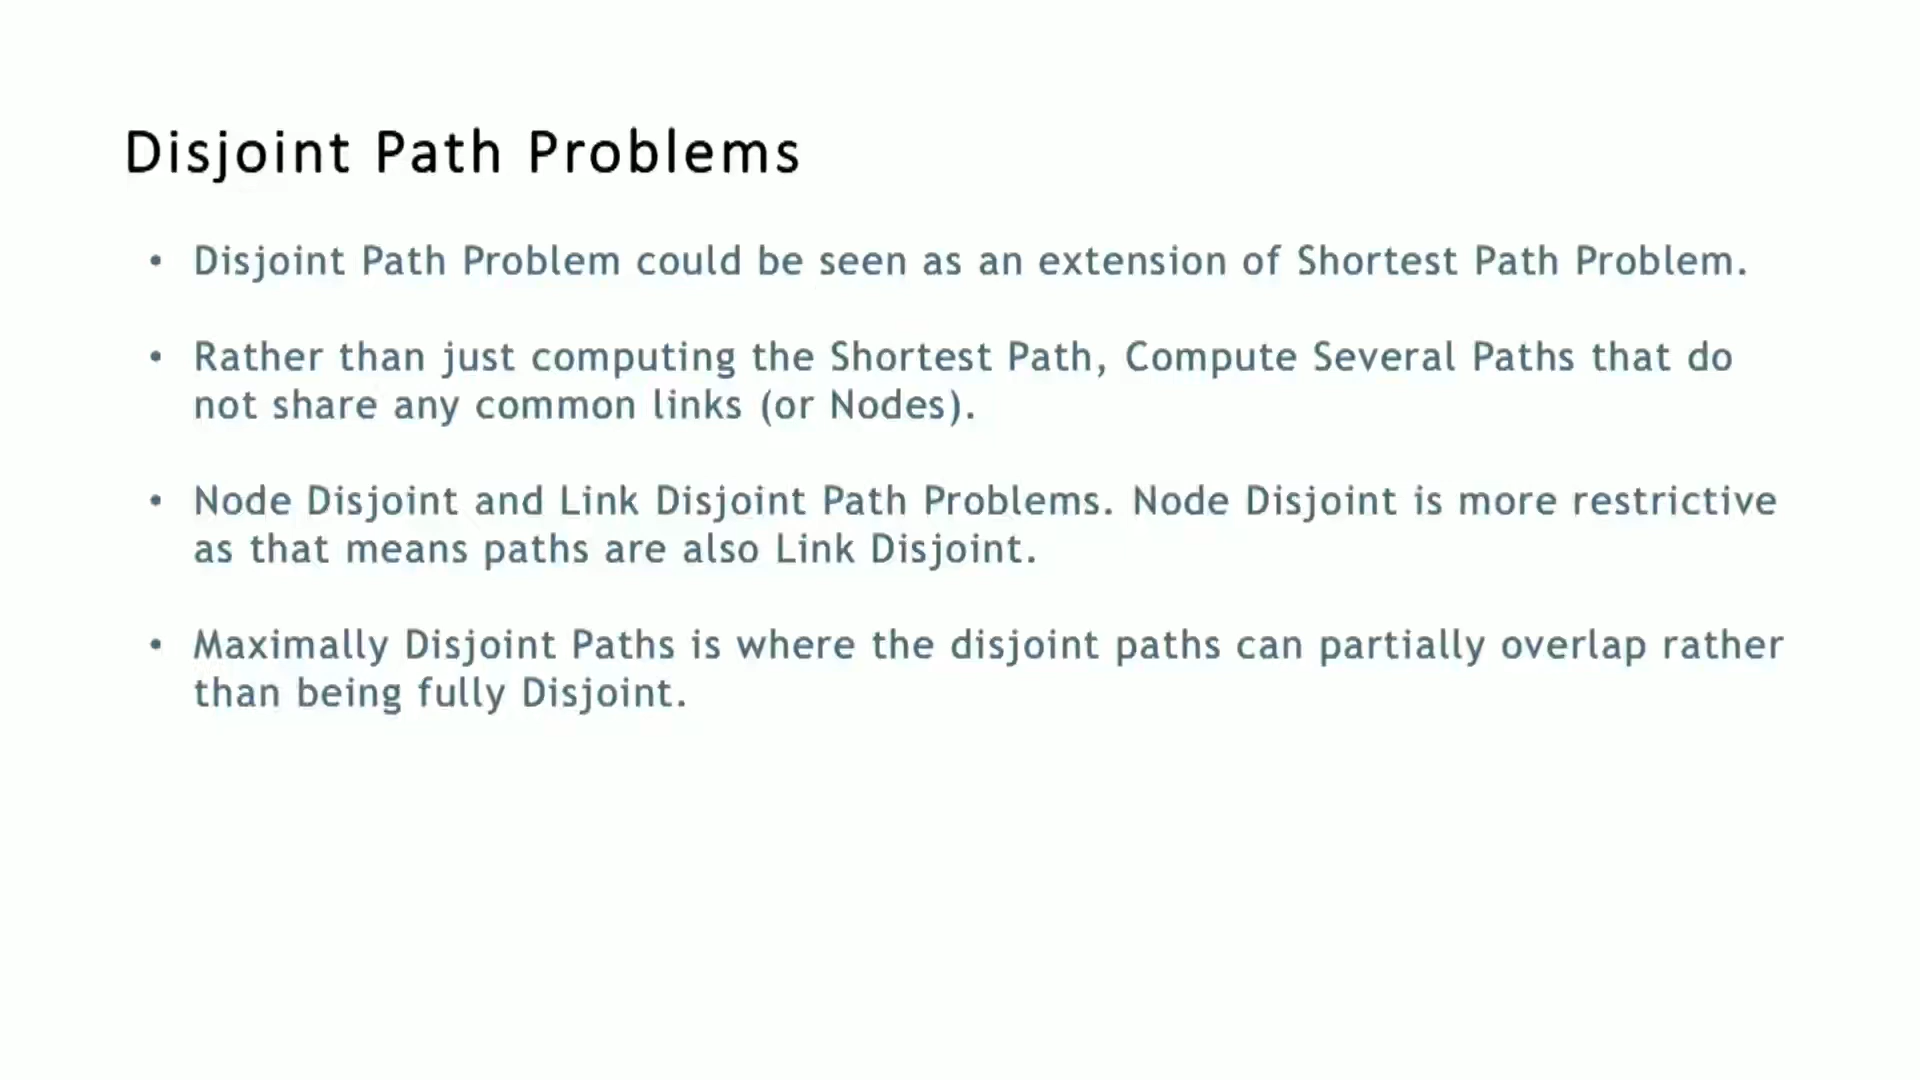 Disjoint Path Problems
• Disjoint Path Problem could be seen as an extension of Shortest Path Problem.
• Rather than just computing the Shortest Path, Compute Several Paths that do
not share any common links (or Nodes).
• Node Disjoint and Link Disjoint Path Problems. Node Disjoint is more restrictive
as that means paths are also Link Disjoint.
• Maximally Disjoint Paths is where the disjoint paths can partially overlap rather
than being fully Disjoint.